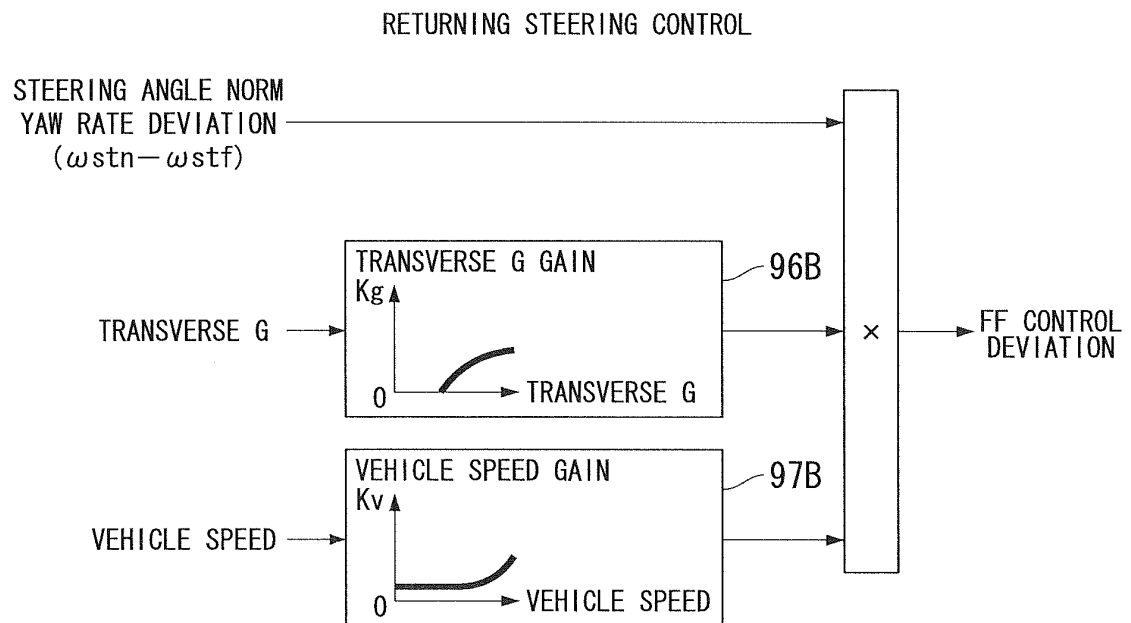 RETURNING STEERING CONTROL
STEERING ANGLE NORM
YAW RATE DEVIATION
(ωstn−ωstf)
TRANSVERSE G GAIN
Kg
96B
TRANSVERSE G
0
TRANSVERSE G
×
FF CONTROL
DEVIATION
VEHICLE SPEED GAIN
Kv
97B
VEHICLE SPEED
0
VEHICLE SPEED